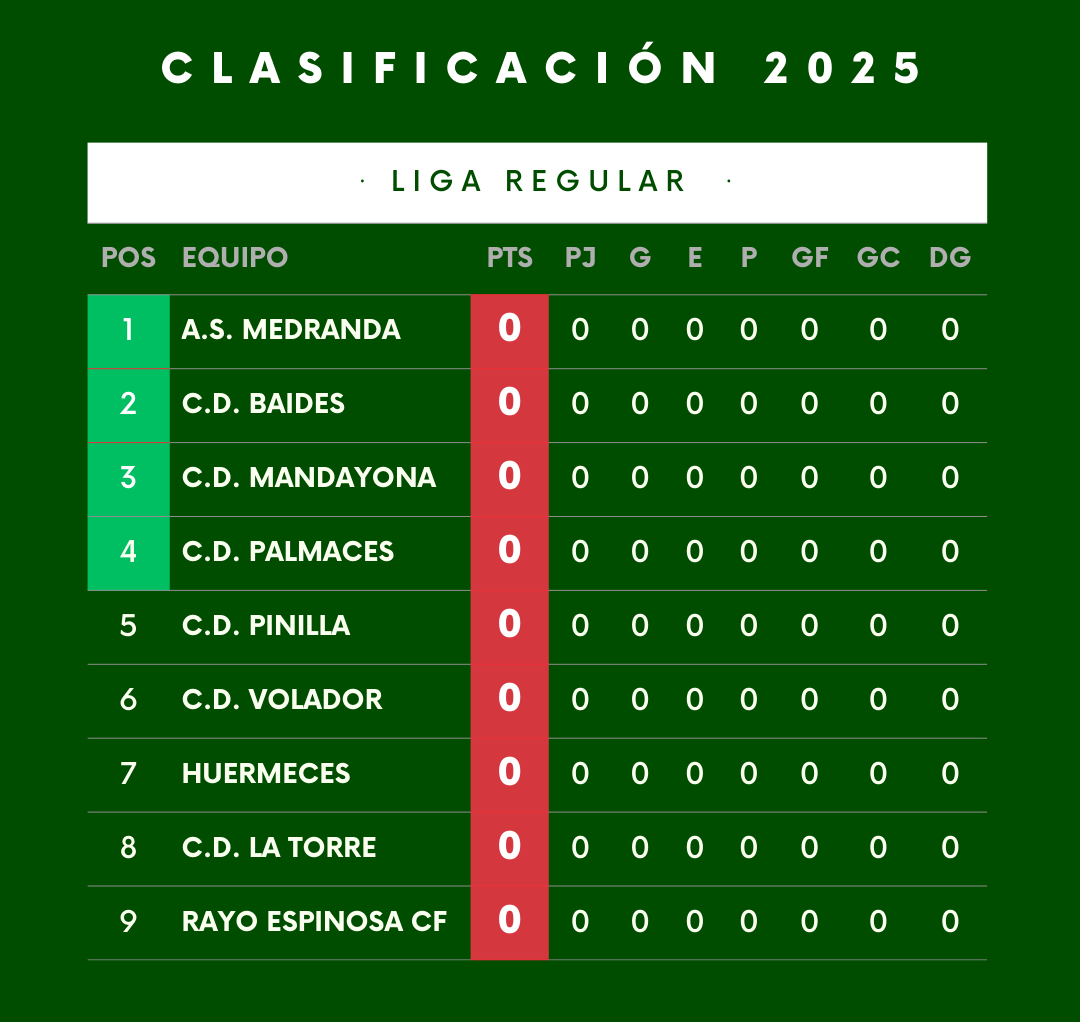 CLASIFICACIÓN 2025
· LIGA REGULAR ·
POS EQUIPO PTS PJ G E P GF GC DG
1 A.S. MEDRANDA 0 0 0 0 0 0 0 0
2 C.D. BAIDES 0 0 0 0 0 0 0 0
3 C.D. MANDAYONA 0 0 0 0 0 0 0 0
4 C.D. PALMACES 0 0 0 0 0 0 0 0
5 C.D. PINILLA 0 0 0 0 0 0 0 0
6 C.D. VOLADOR 0 0 0 0 0 0 0 0
7 HUERMECES 0 0 0 0 0 0 0 0
8 C.D. LA TORRE 0 0 0 0 0 0 0 0
9 RAYO ESPINOSA CF 0 0 0 0 0 0 0 0